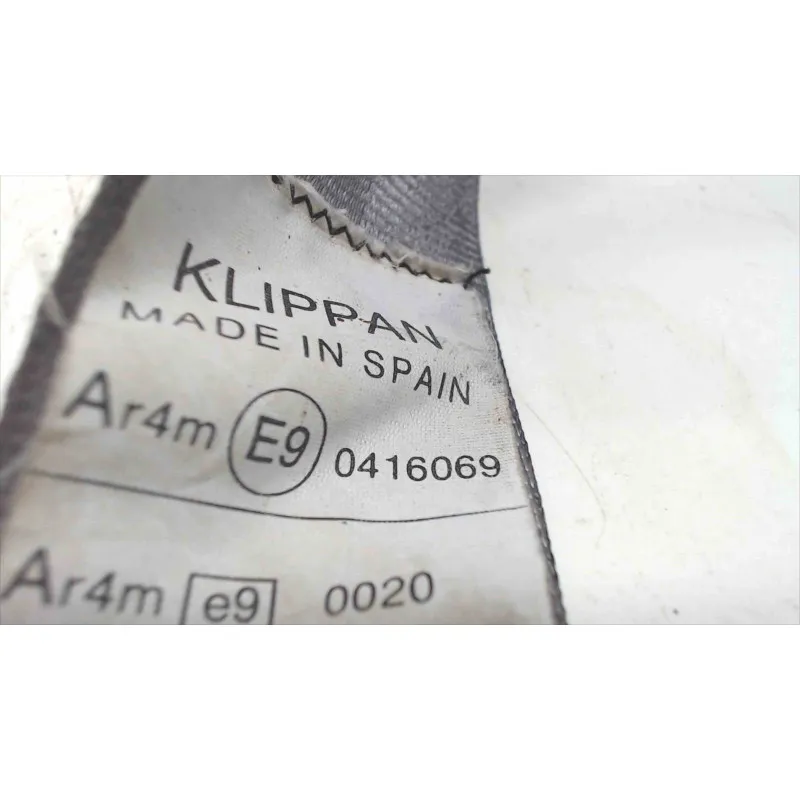 KLIPPAN
MADE IN SPAIN
Ar4m E9 0416069
Ar4m e9 0020